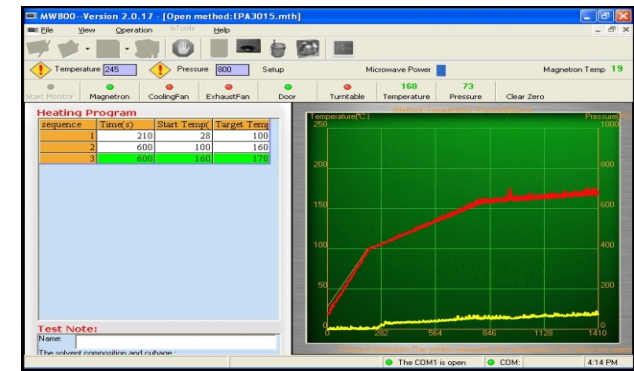 MW800--Version 2.0.17 - [Open method:EPA3015.mth]
File View Operation IsTools Help
Temperature 245 Pressure 800 Setup Microwave Power Magnetron Temp 19
Start Monitor Magnetron CoolingFan ExhaustFan Door Turntable 168 Temperature 73 Pressure Clear Zero
Heating Program
sequence Time(s) Start Temp( Target Temp
1 210 28 100
2 600 100 160
3 600 160 170
Temperature(°C) Pressure(
250 1000
200 800
150 600
100 400
50 200
0 0
0 282 564 846 1128 1410
Test Note:
Name:
The solvent composition and cubage :
The COM1 is open COM: 4:14 PM